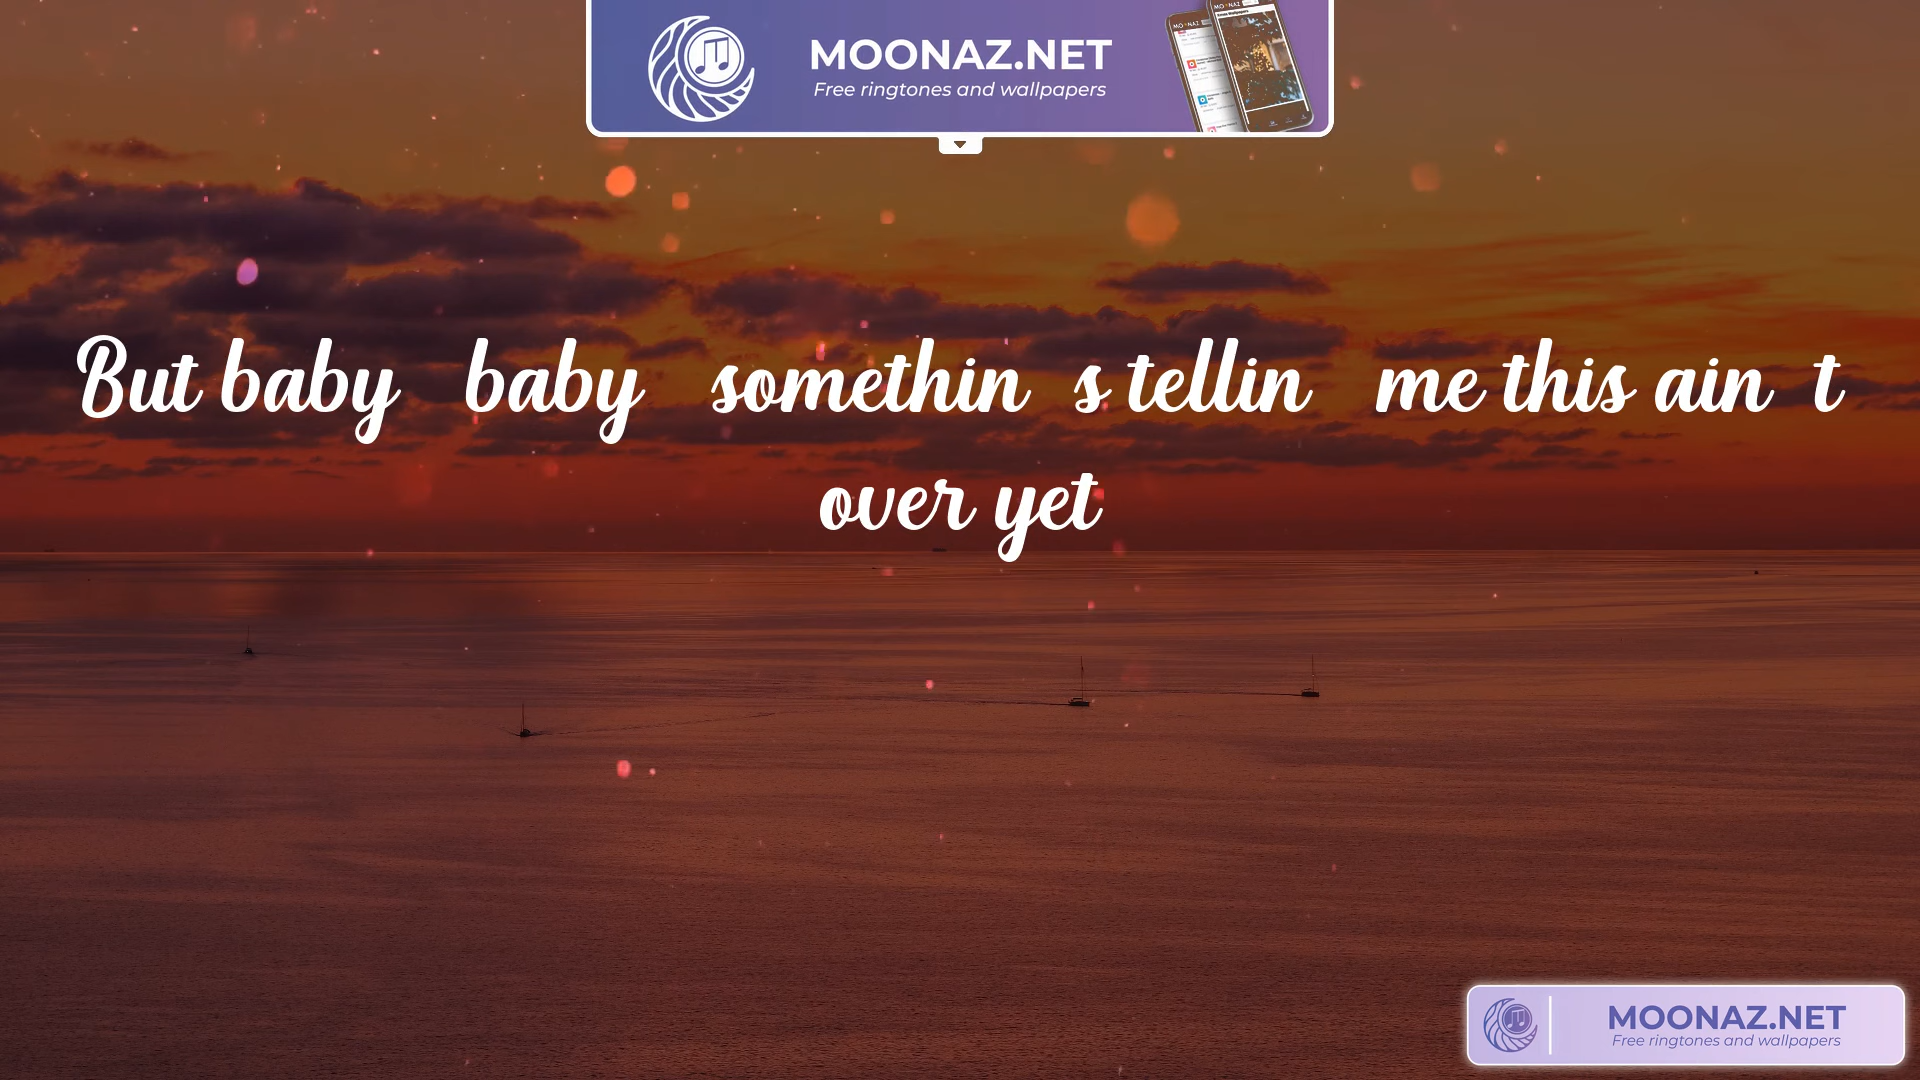 MOONAZ.NET
Free ringtones and wallpapers
But baby baby somethin s tellin me this ain t
over yet
MOONAZ.NET
Free ringtones and wallpapers